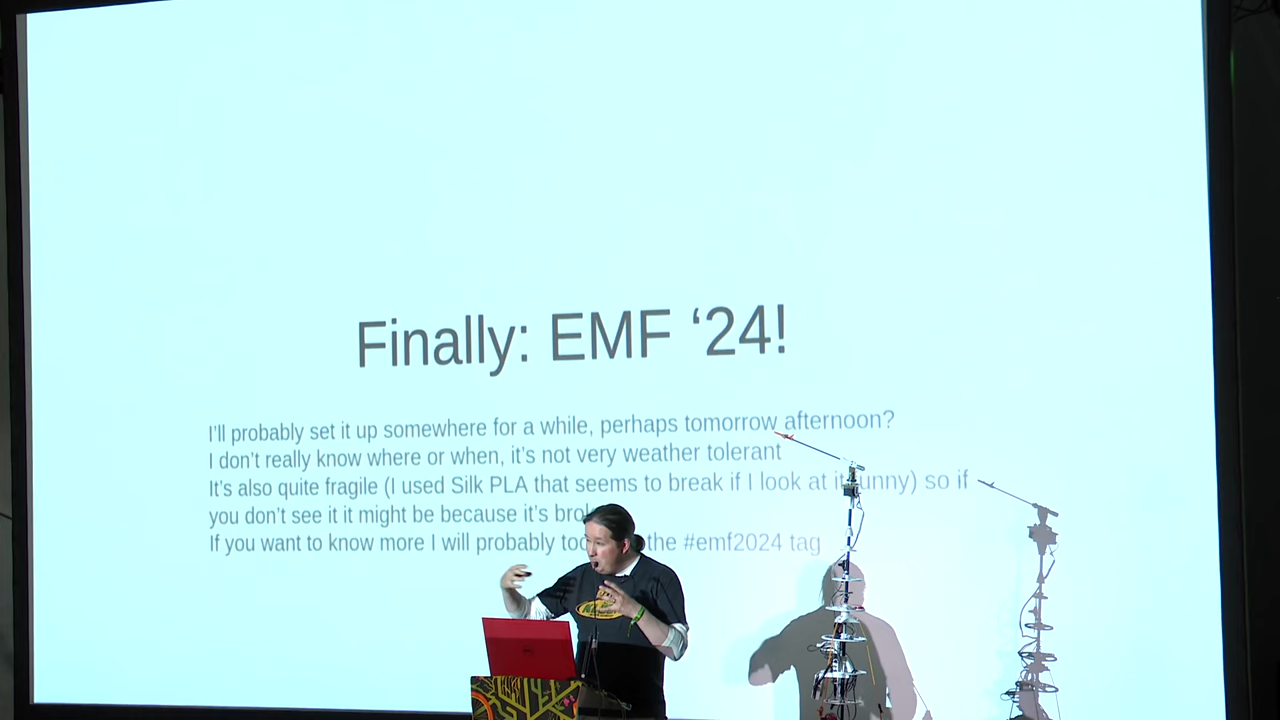 Finally: EMF ‘24!
I’ll probably set it up somewhere for a while, perhaps tomorrow afternoon?
I don’t really know where or when, it’s not very weather tolerant
It’s also quite fragile (I used Silk PLA that seems to break if I look at it funny) so if
you don’t see it it might be because it’s
If you want to know more I will probably the #emf2024 tag